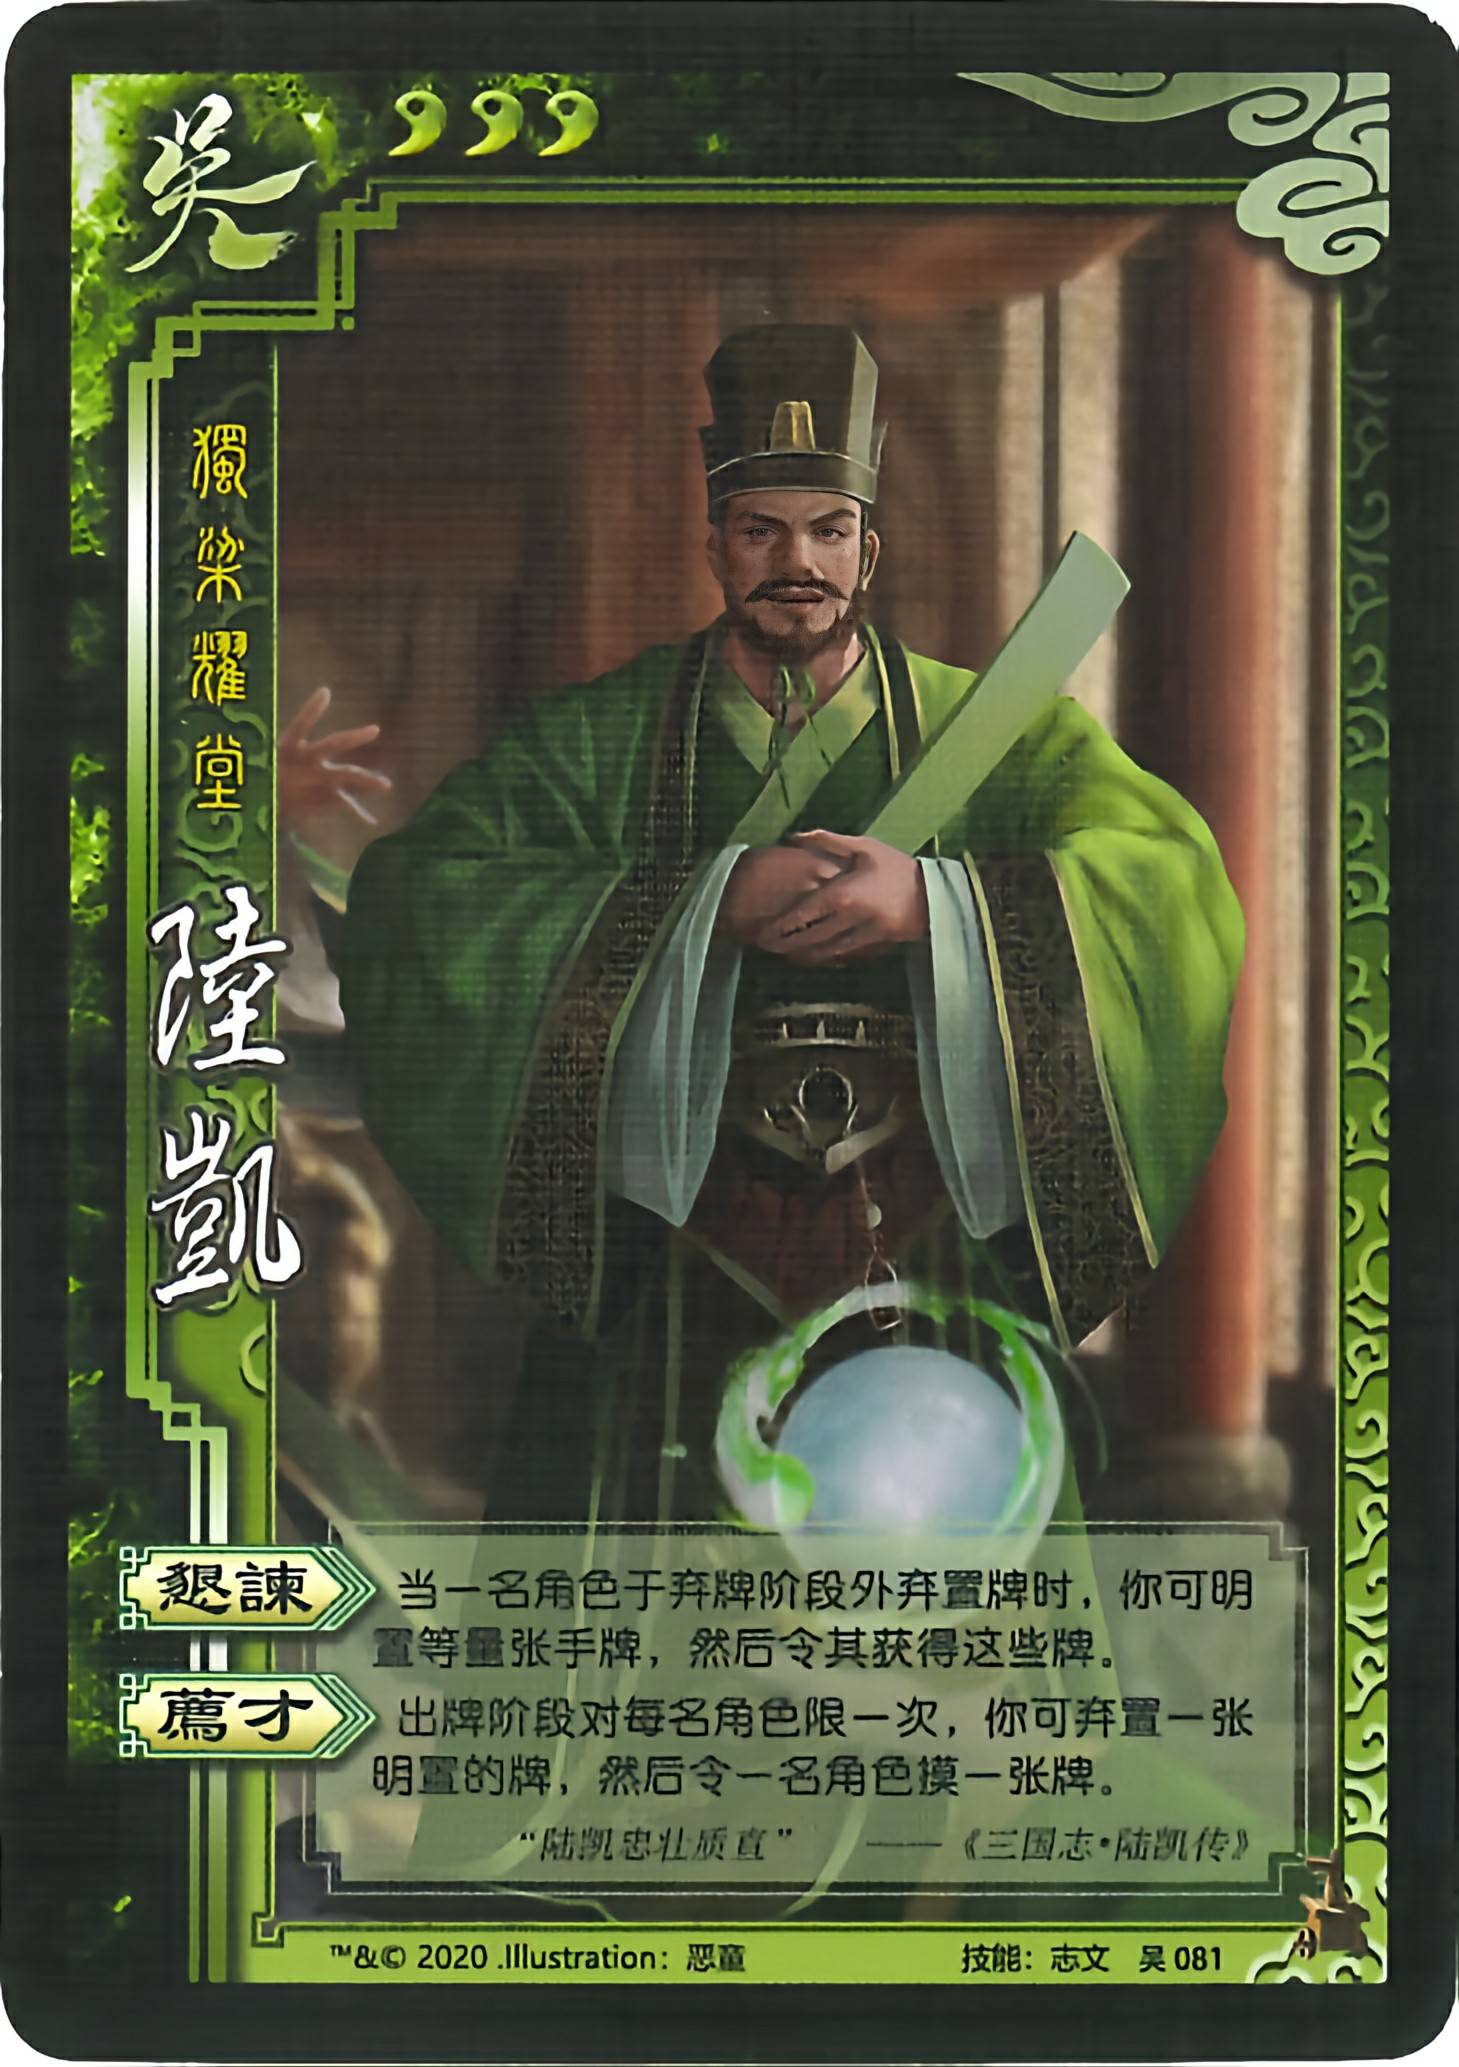 吳
獨梁耀堂
陸凱
懇諫
当一名角色于弃牌阶段外弃置牌时，你可明
置等量张手牌，然后令其获得这些牌。
薦才
出牌阶段对每名角色限一次，你可弃置一张
明置的牌，然后令一名角色摸一张牌。
“陆凯忠壮质直” ——《三国志·陆凯传》
™&© 2020 .Illustration：恶童
技能：志文 吴 081